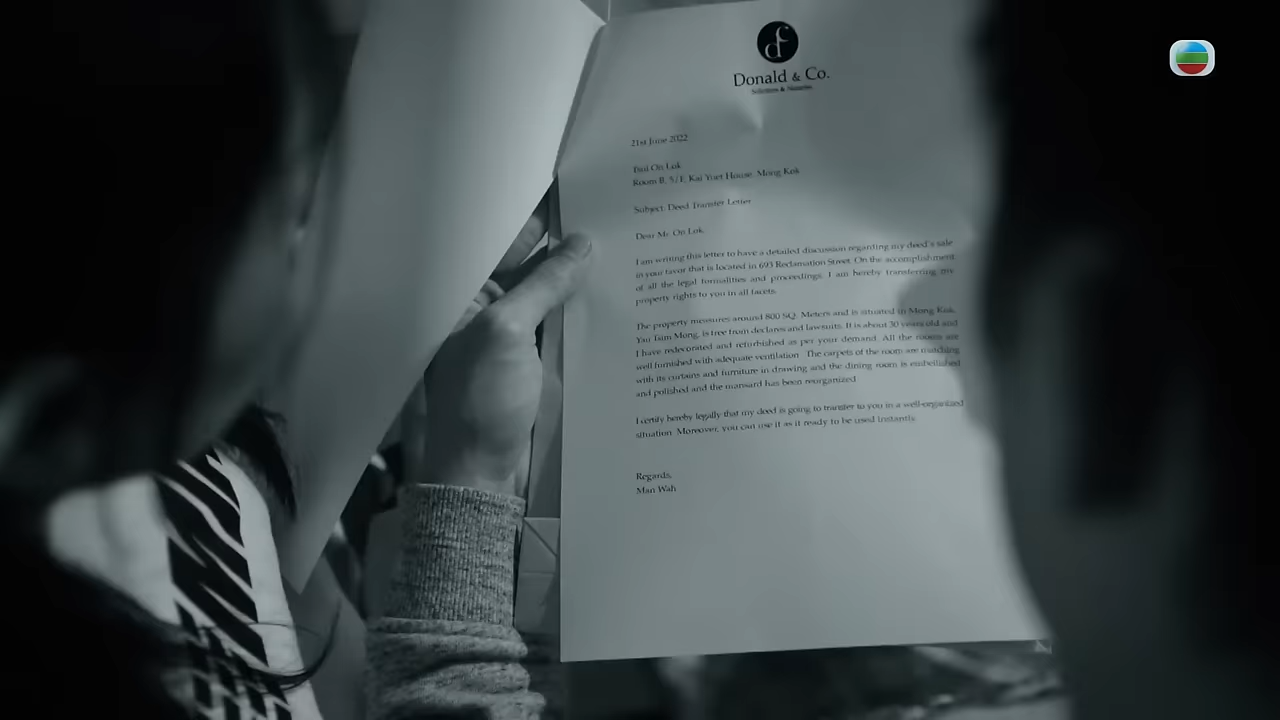 df
Donald & Co.
Solicitors & Notaries
21st June 2022
Tsui On Lok
Room B, 5/F, Kai Yuet House, Mong Kok
Subject: Deed Transfer Letter
Dear Mr. On Lok,
I am writing this letter to have a detailed discussion regarding my deed's sale
in your favor that is located in 693 Reclamation Street. On the accomplishment
of all the legal formalities and proceedings, I am hereby transferring my
property rights to you in all facets.
The property measures around 800 SQ. Meters and is situated in Mong Kok,
Yau Tsim Mong, is free from declares and lawsuits. It is about 30 years old and
I have redecorated and refurbished as per your demand. All the rooms are
well furnished with adequate ventilation. The carpets of the room are matching
with its curtains and furniture in drawing and the dining room is embellished
and polished and the mansard has been reorganized.
I certify hereby legally that my deed is going to transfer to you in a well-organized
situation. Moreover, you can use it as it ready to be used instantly.
Regards,
Man Wah